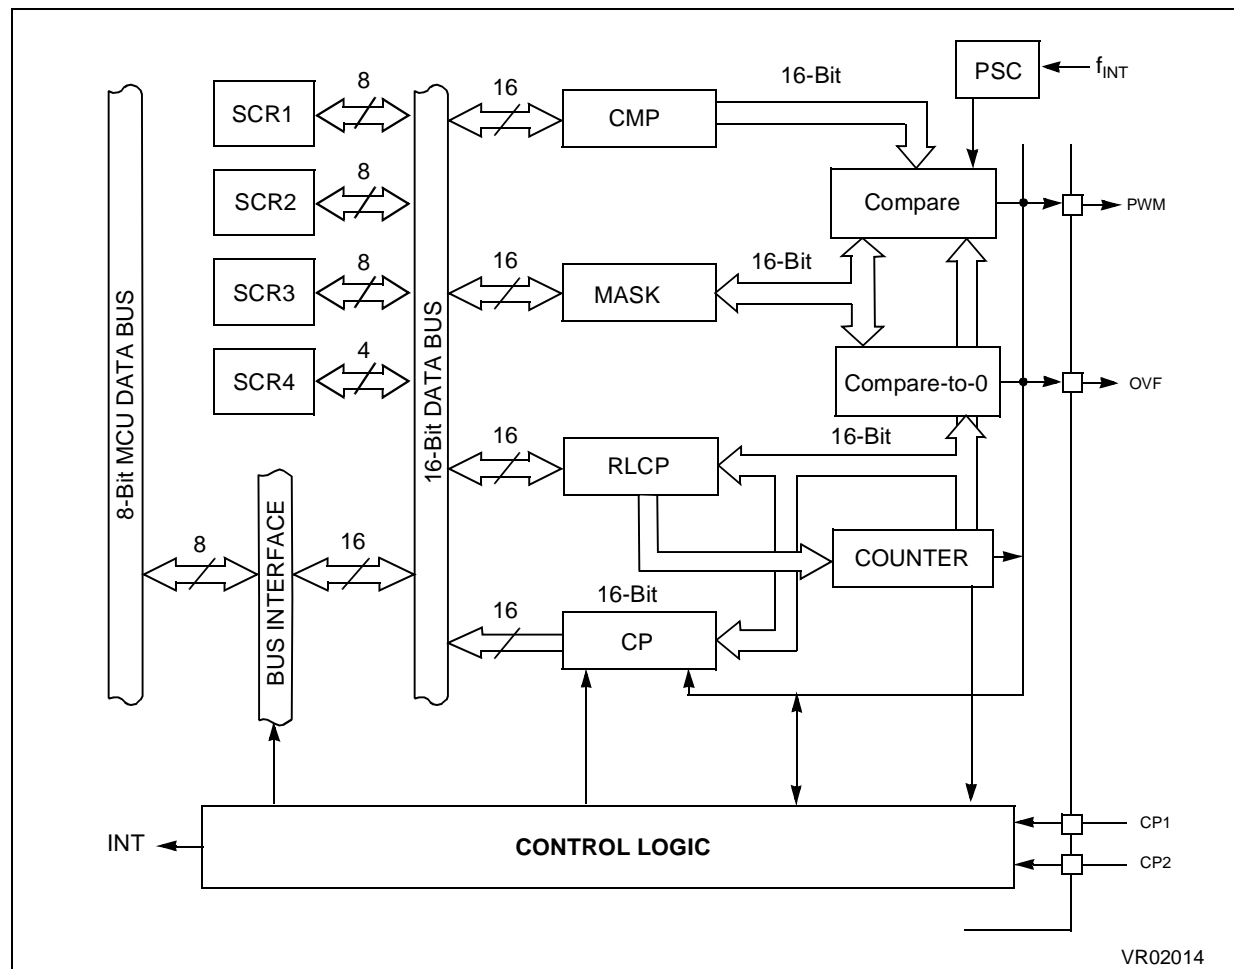 8-Bit MCU DATA BUS
SCR1
8
SCR2
8
SCR3
8
SCR4
4
16-Bit DATA BUS
BUS INTERFACE
8
16
16
CMP
16-Bit
PSC
fINT
Compare
PWM
16
MASK
16-Bit
Compare-to-0
OVF
16
RLCP
16-Bit
COUNTER
16
16-Bit
CP
INT
CONTROL LOGIC
CP1
CP2
VR02014